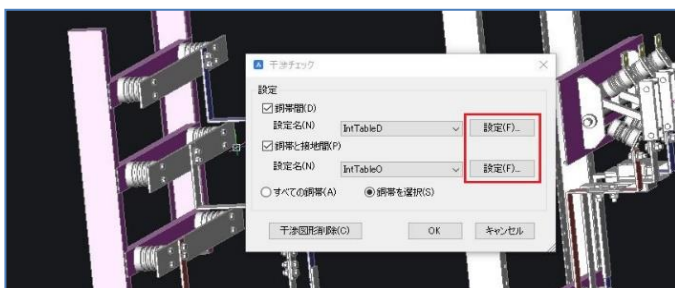 干渉チェック
設定
銅帯間(D)
設定名(N) IntTableD 設定(F)...
銅帯と接地間(P)
設定名(N) IntTableO 設定(F)...
すべての銅帯(A) 銅帯を選択(S)
干渉図形削除(C) OK キャンセル